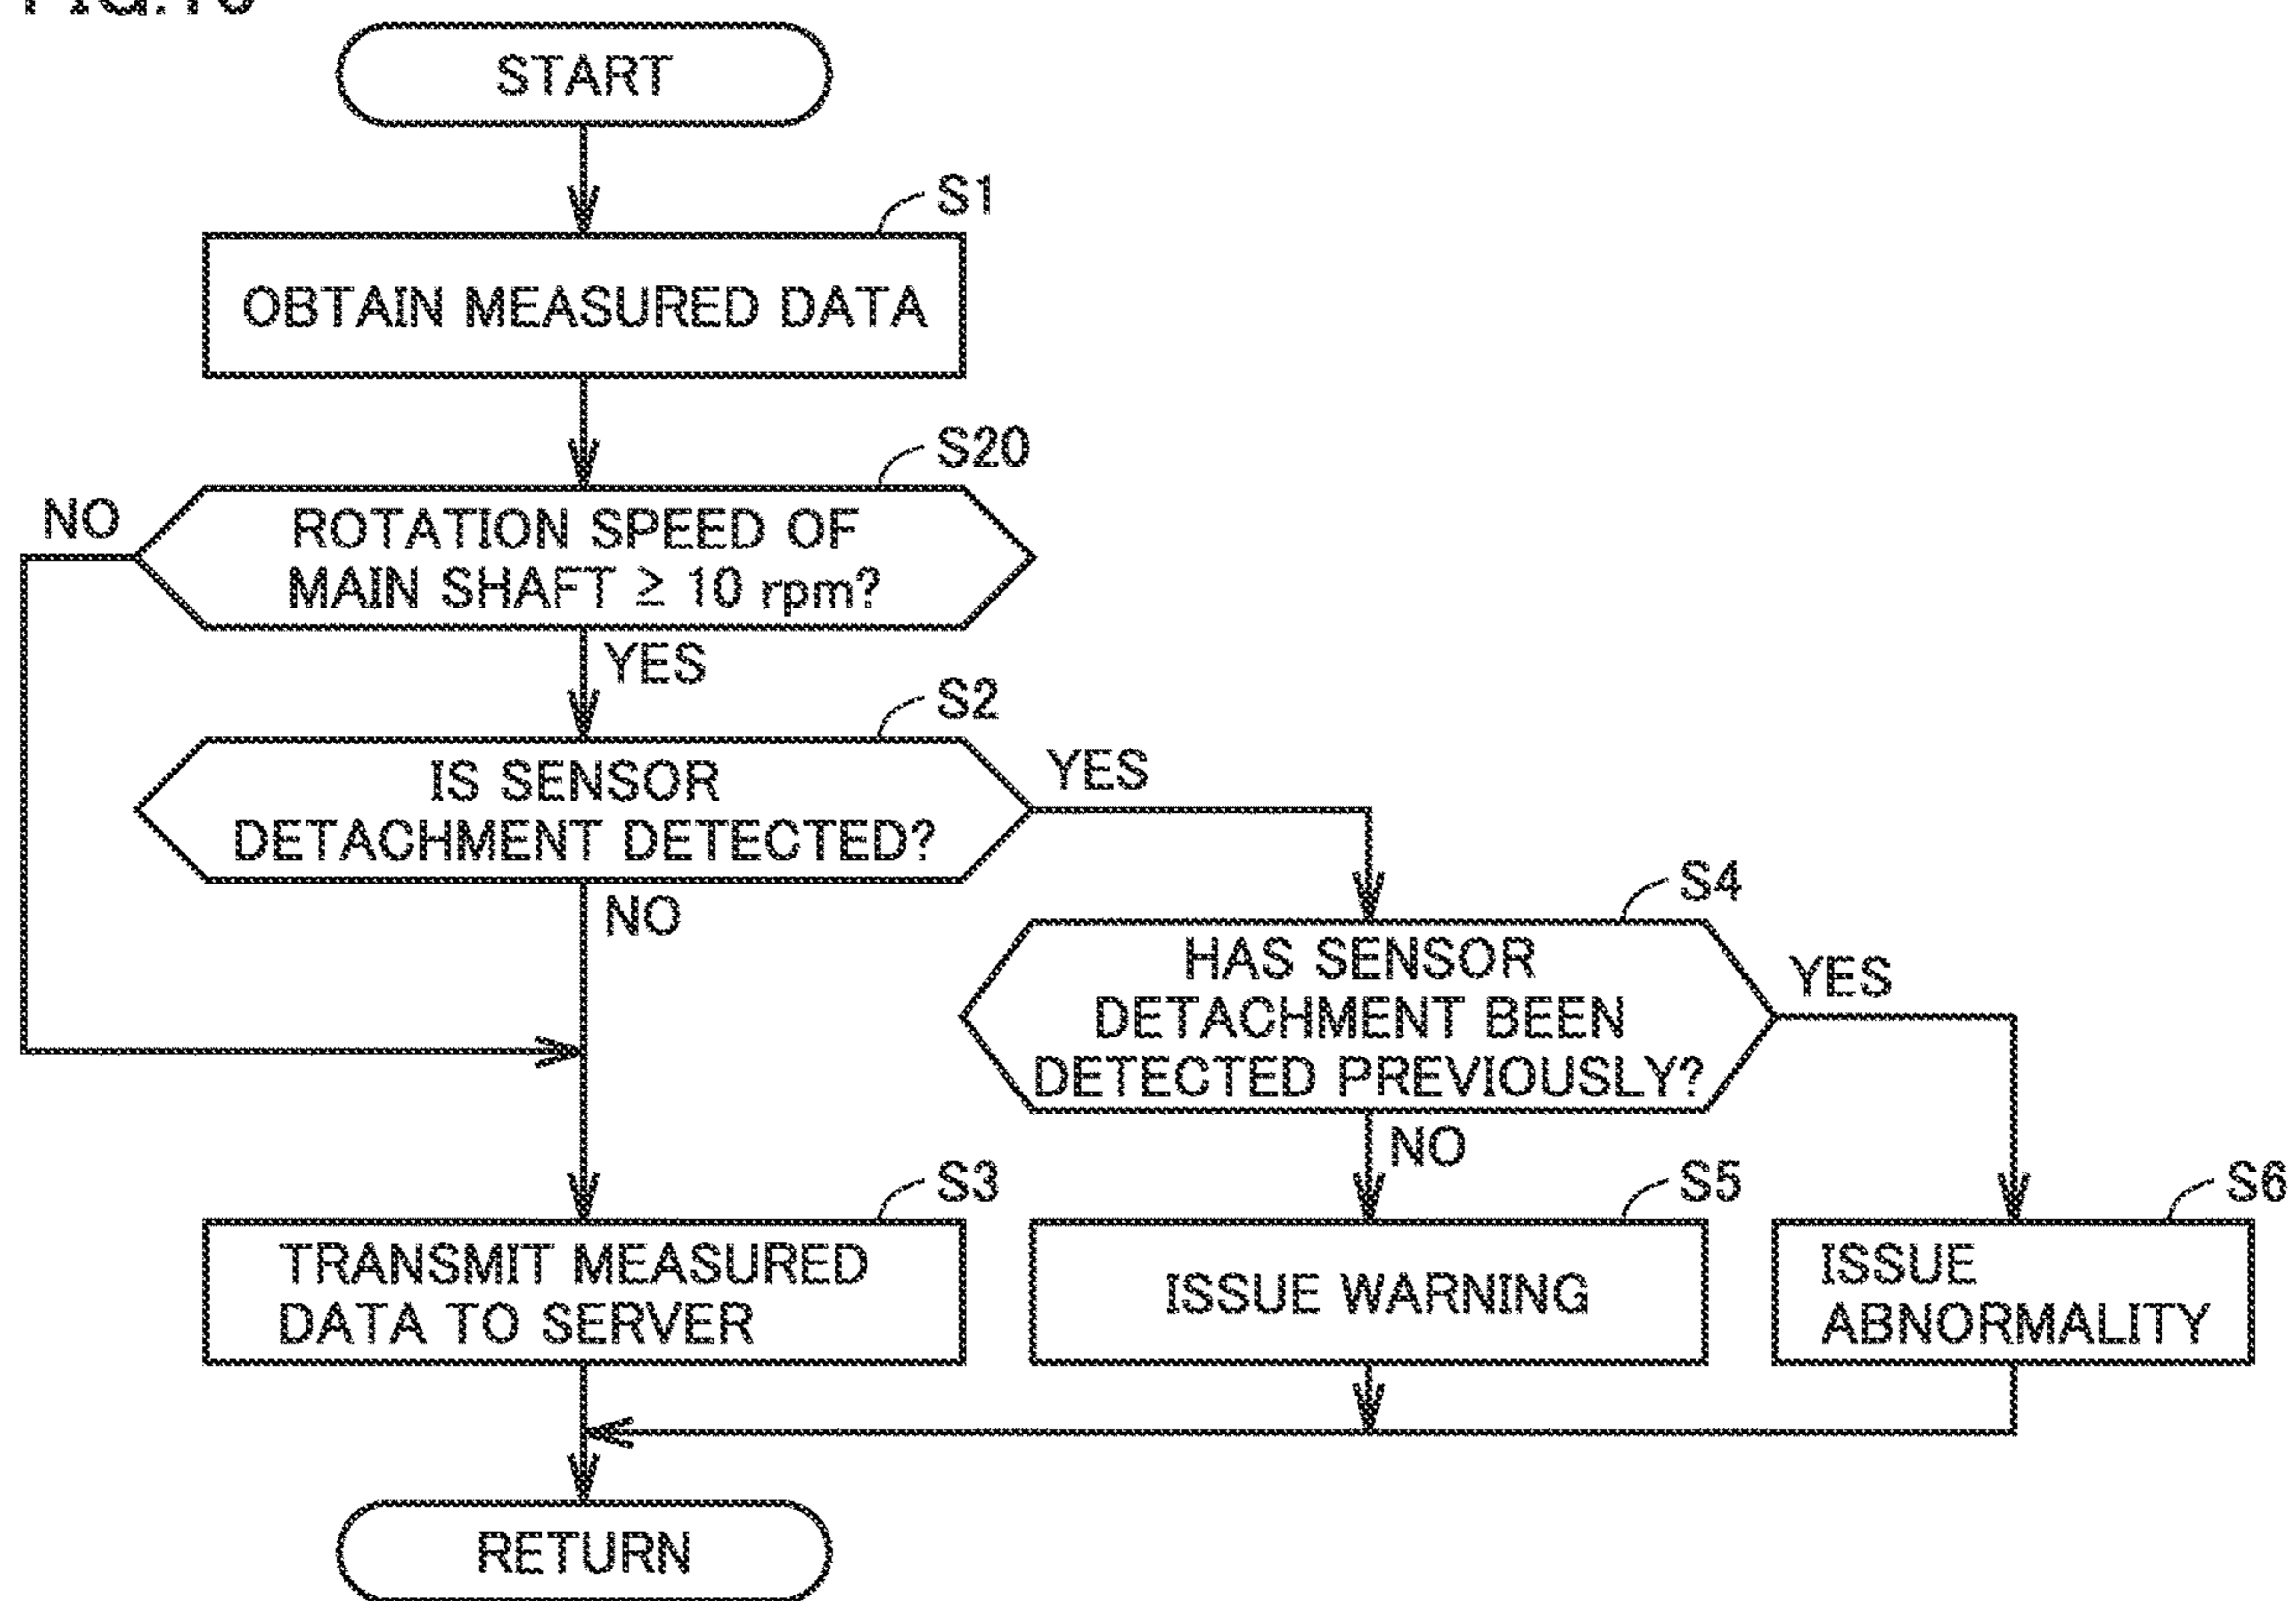 START
S1
OBTAIN MEASURED DATA
S20
NO
ROTATION SPEED OF
MAIN SHAFT ≥ 10 rpm?
YES
S2
IS SENSOR
DETACHMENT DETECTED?
YES
NO
S4
HAS SENSOR
DETACHMENT BEEN
DETECTED PREVIOUSLY?
YES
NO
S3
TRANSMIT MEASURED
DATA TO SERVER
S5
ISSUE WARNING
S6
ISSUE
ABNORMALITY
RETURN